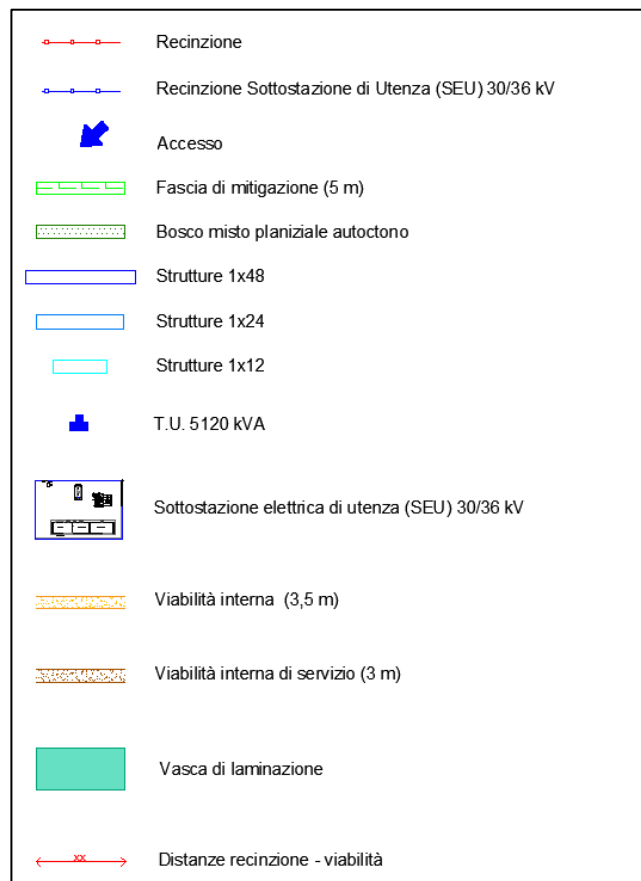 Recinzione
Recinzione Sottostazione di Utenza (SEU) 30/36 kV
Accesso
Fascia di mitigazione (5 m)
Bosco misto planiziale autoctono
Strutture 1x48
Strutture 1x24
Strutture 1x12
T.U. 5120 kVA
Sottostazione elettrica di utenza (SEU) 30/36 kV
Viabilità interna (3,5 m)
Viabilità interna di servizio (3 m)
Vasca di laminazione
xx Distanze recinzione - viabilità